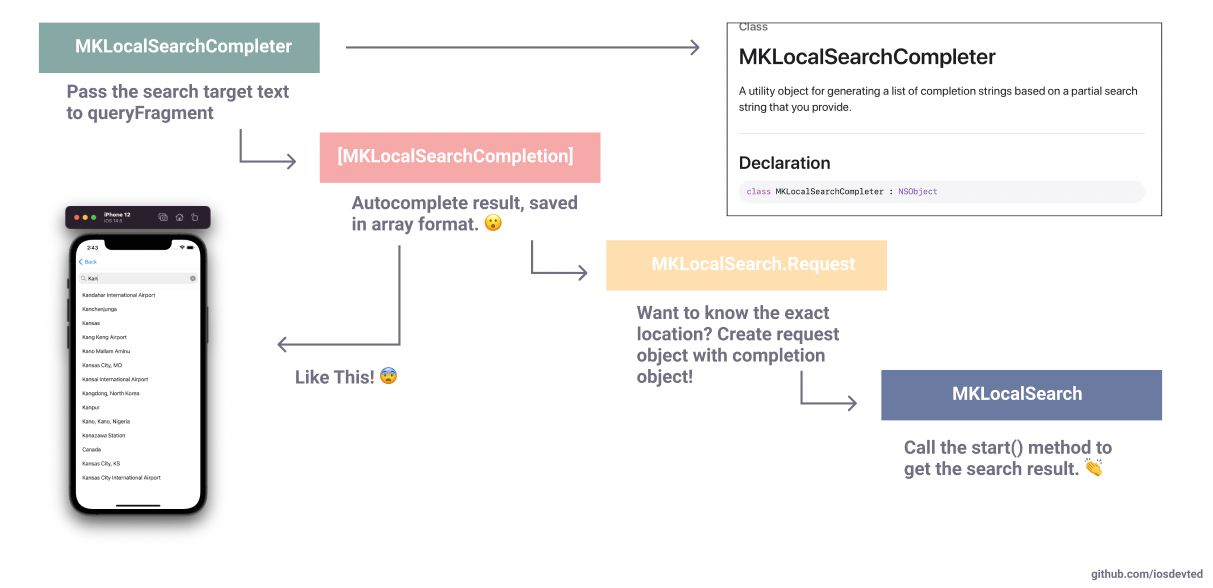 MKLocalSearchCompleter
Pass the search target text
to queryFragment
Class
MKLocalSearchCompleter
A utility object for generating a list of completion strings based on a partial search
string that you provide.
Declaration
class MKLocalSearchCompleter : NSObject
[MKLocalSearchCompletion]
Autocomplete result, saved
in array format. 😮
MKLocalSearch.Request
Want to know the exact
location? Create request
object with completion
object!
MKLocalSearch
Call the start() method to
get the search result. 👏
Like This! 😨
iPhone 12
iOS 14.5
2:43
Back
Kan
Kandahar International Airport
Kanchenjunga
Kansas
Kang Keng Airport
Kano Mallam Aminu
Kansas City, MO
Kansai International Airport
Kangdong, North Korea
Kanpur
Kano, Kano, Nigeria
Kanazawa Station
Canada
Kansas City, KS
Kansas City International Airport
github.com/iosdevted